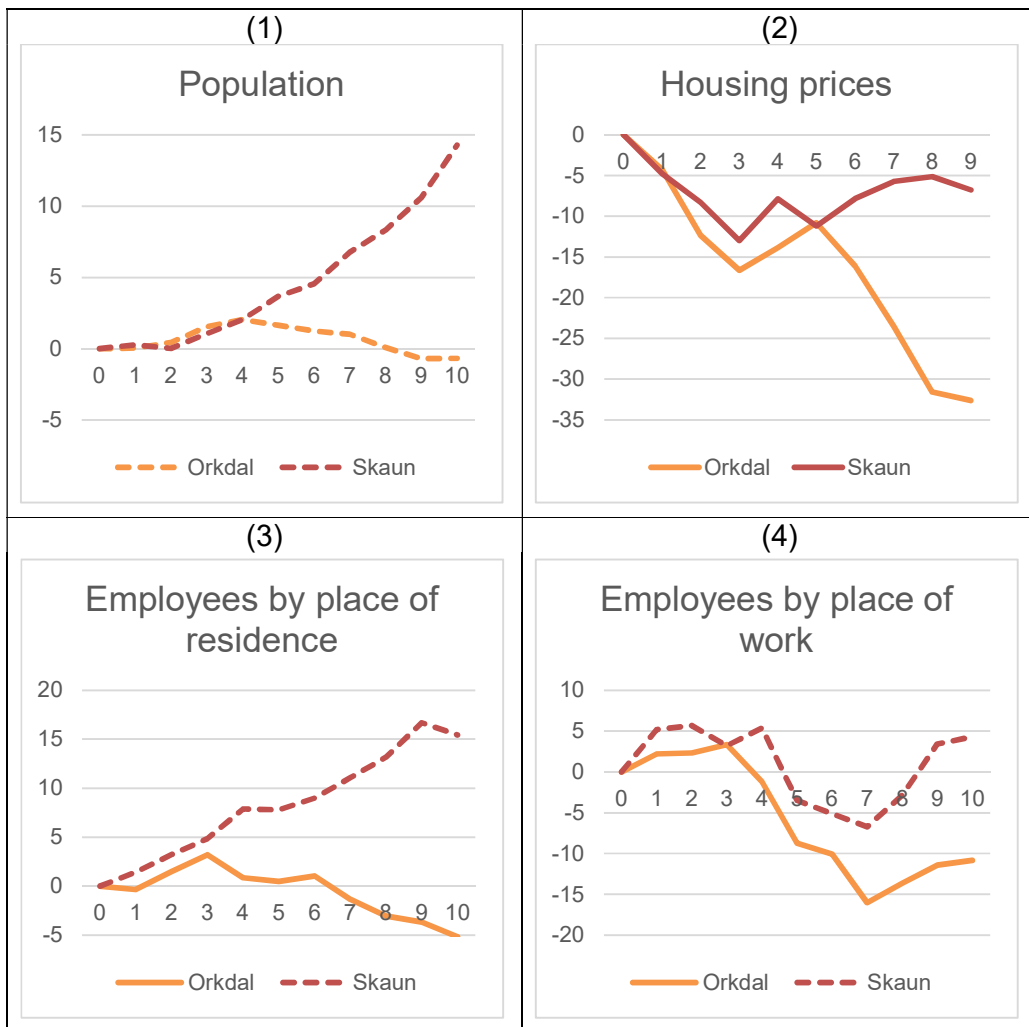 (1)
Population
15
10
5
0
0 1 2 3 4 5 6 7 8 9 10
-5
Orkdal Skaun
(2)
Housing prices
0
0 1 2 3 4 5 6 7 8 9
-5
-10
-15
-20
-25
-30
-35
Orkdal Skaun
(3)
Employees by place of
residence
20
15
10
5
0
0 1 2 3 4 5 6 7 8 9 10
-5
Orkdal Skaun
(4)
Employees by place of
work
10
5
0
0 1 2 3 4 5 6 7 8 9 10
-5
-10
-15
-20
Orkdal Skaun